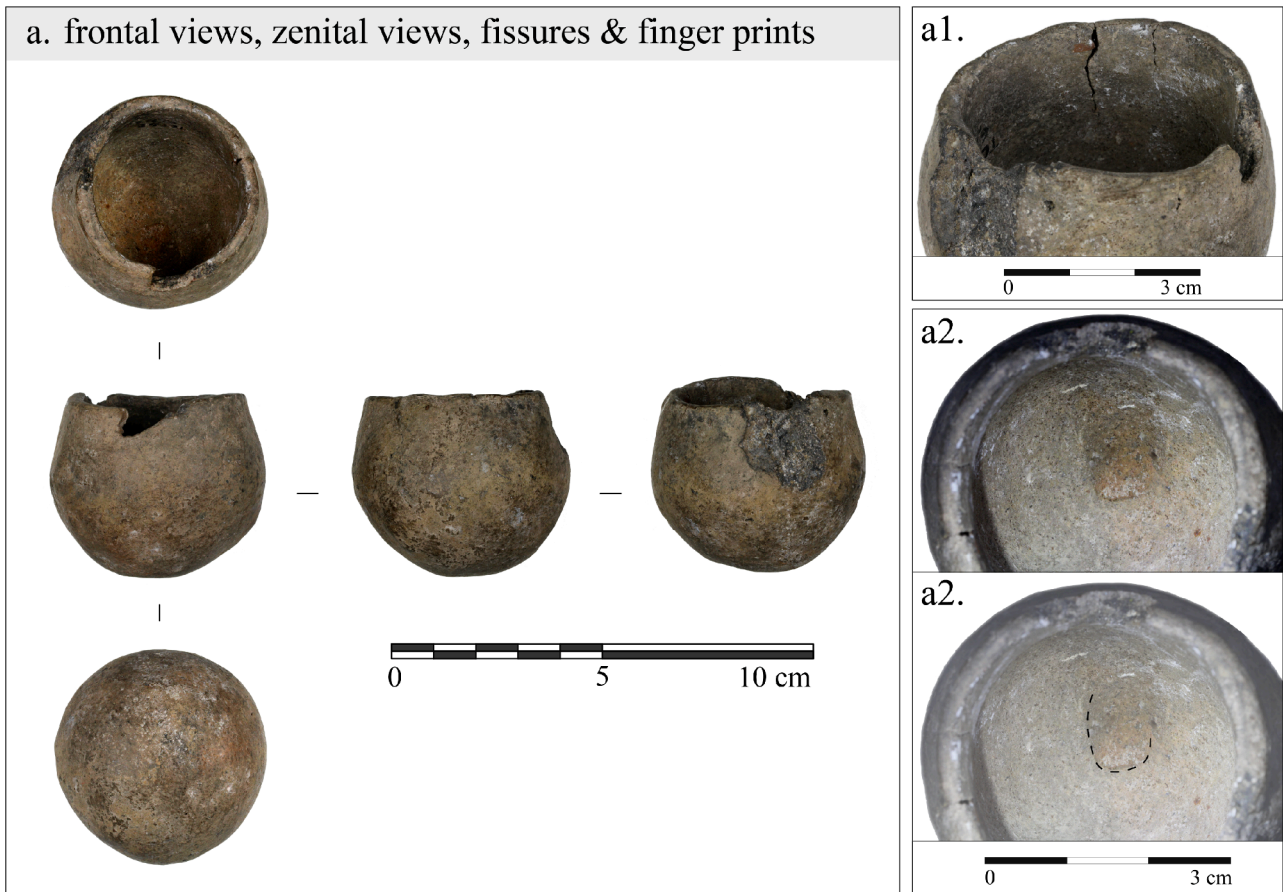 a. frontal views, zenital views, fissures & finger prints
0 5 10 cm
a1.
0 3 cm
a2.
a2.
0 3 cm